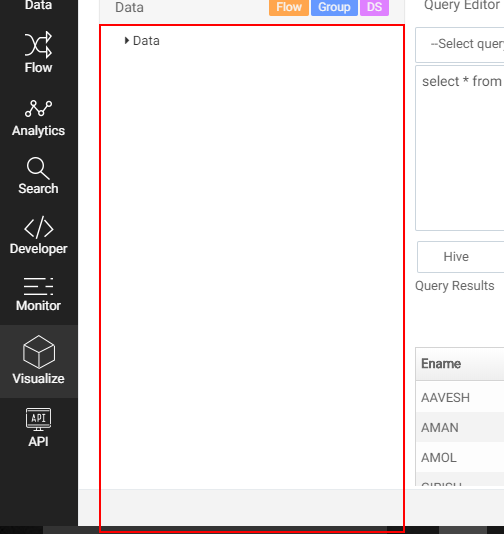 Data
Flow
Analytics
Search
Developer
Monitor
Visualize
API
API
Data
Flow Group DS
Data
Query Editor
--Select query
select * from
Hive
Query Results
Ename
AAVESH
AMAN
AMOL
GIRISH